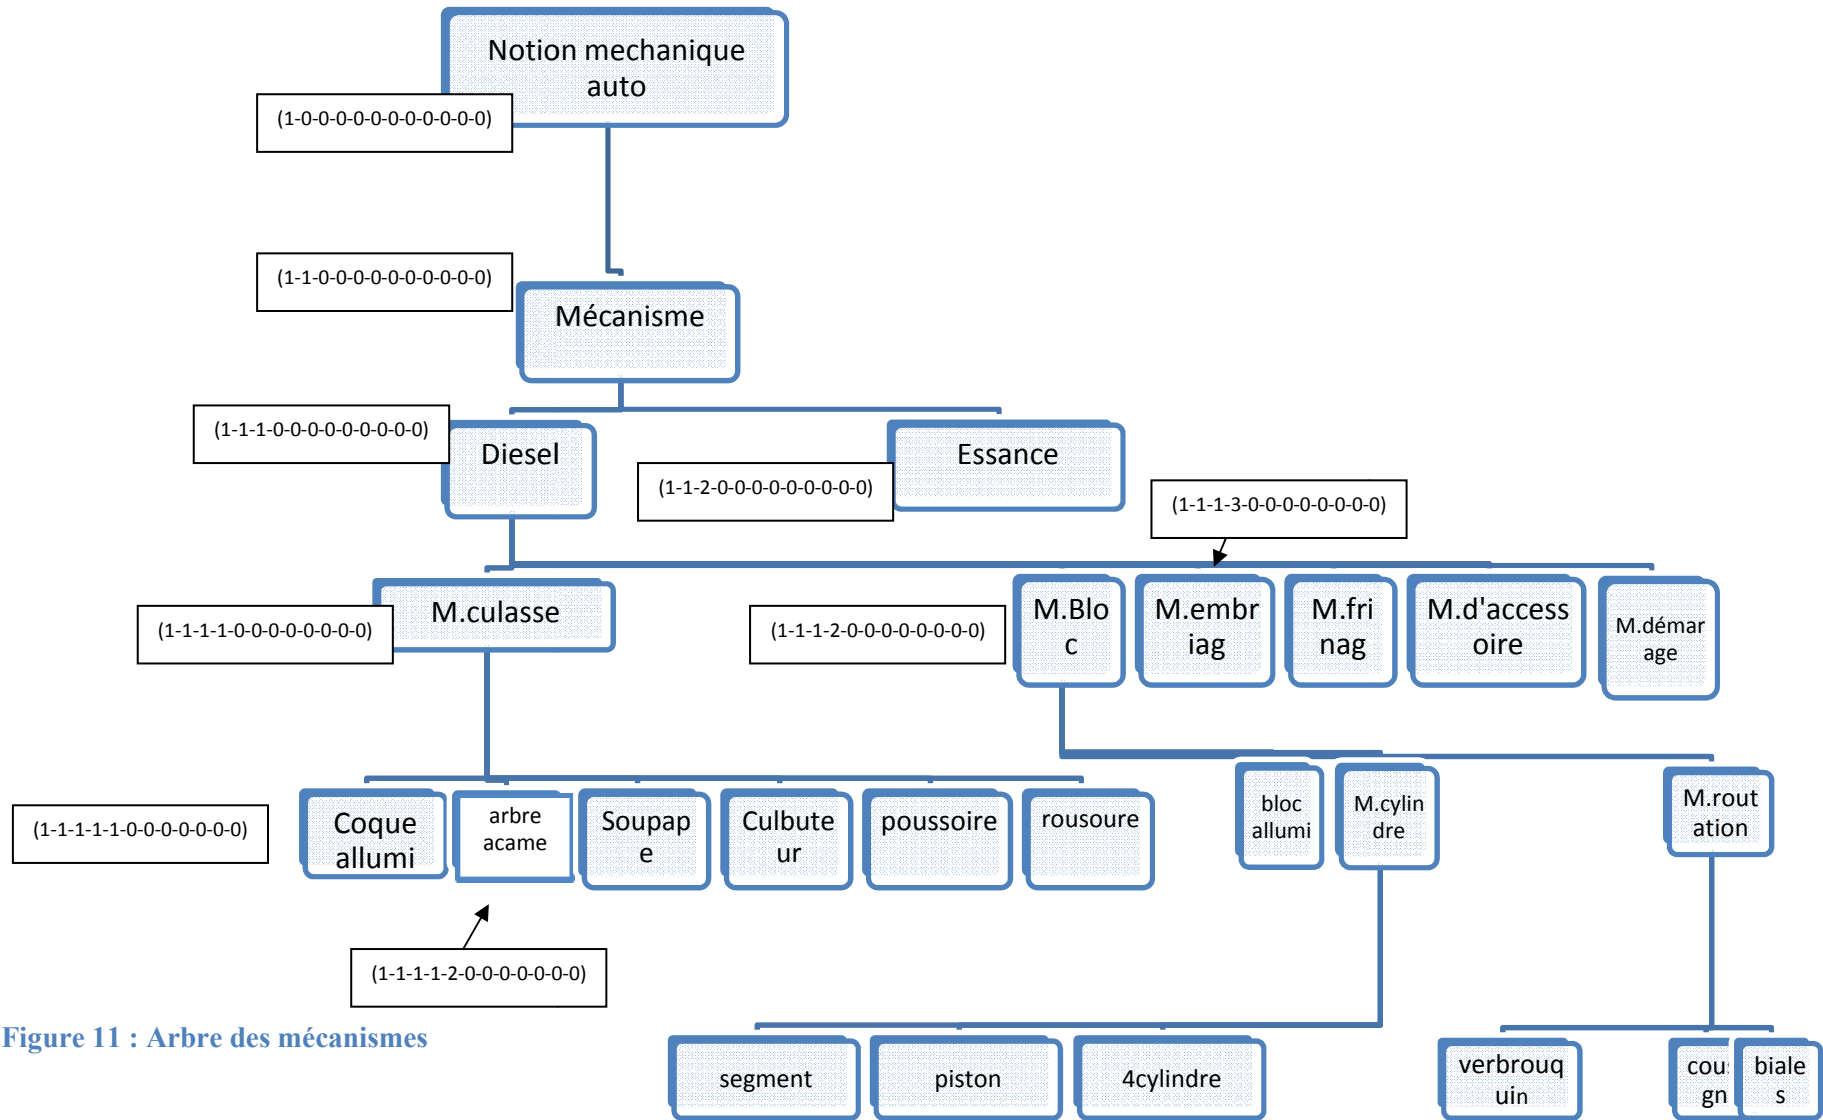 Notion mechanique
auto
(1-0-0-0-0-0-0-0-0-0-0-0)
(1-1-0-0-0-0-0-0-0-0-0-0)
Mécanisme
(1-1-1-0-0-0-0-0-0-0-0-0)
Diesel
Essance
(1-1-2-0-0-0-0-0-0-0-0-0)
(1-1-1-3-0-0-0-0-0-0-0-0)
M.culasse
(1-1-1-1-0-0-0-0-0-0-0-0)
(1-1-1-2-0-0-0-0-0-0-0-0)
M.Blo
c
M.embr
iag
M.fri
nag
M.d'access
oire
M.démar
age
(1-1-1-1-1-0-0-0-0-0-0-0)
Coque
allumi
arbre
acame
Soupap
e
Culbute
ur
poussoire
rousoure
bloc
allumi
M.cylin
dre
M.rout
ation
(1-1-1-1-2-0-0-0-0-0-0-0)
Figure 11 : Arbre des mécanismes
segment
piston
4cylindre
verbrouq
uin
gn
biale
s